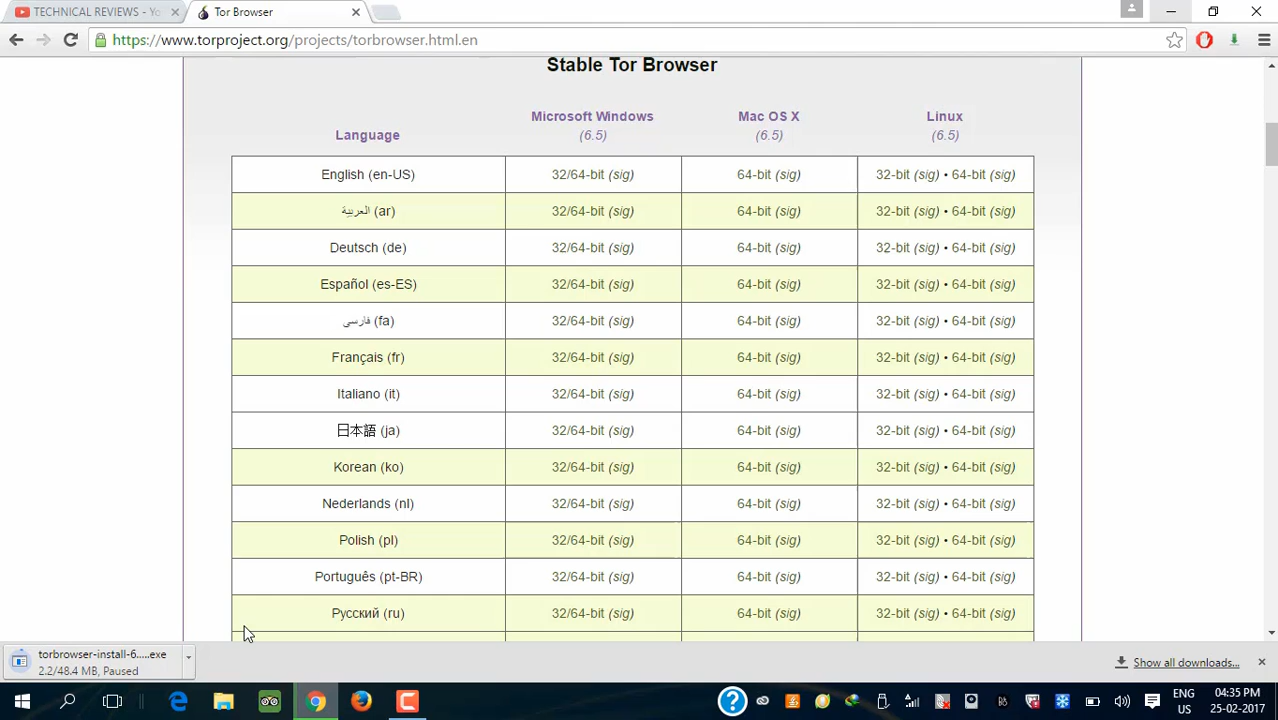 TECHNICAL REVIEWS - Yo
Tor Browser
https://www.torproject.org/projects/torbrowser.html.en
Stable Tor Browser
Language
Microsoft Windows
(6.5)
Mac OS X
(6.5)
Linux
(6.5)
English (en-US) 32/64-bit (sig) 64-bit (sig) 32-bit (sig) • 64-bit (sig)
العربية (ar) 32/64-bit (sig) 64-bit (sig) 32-bit (sig) • 64-bit (sig)
Deutsch (de) 32/64-bit (sig) 64-bit (sig) 32-bit (sig) • 64-bit (sig)
Español (es-ES) 32/64-bit (sig) 64-bit (sig) 32-bit (sig) • 64-bit (sig)
فارسی (fa) 32/64-bit (sig) 64-bit (sig) 32-bit (sig) • 64-bit (sig)
Français (fr) 32/64-bit (sig) 64-bit (sig) 32-bit (sig) • 64-bit (sig)
Italiano (it) 32/64-bit (sig) 64-bit (sig) 32-bit (sig) • 64-bit (sig)
日本語 (ja) 32/64-bit (sig) 64-bit (sig) 32-bit (sig) • 64-bit (sig)
Korean (ko) 32/64-bit (sig) 64-bit (sig) 32-bit (sig) • 64-bit (sig)
Nederlands (nl) 32/64-bit (sig) 64-bit (sig) 32-bit (sig) • 64-bit (sig)
Polish (pl) 32/64-bit (sig) 64-bit (sig) 32-bit (sig) • 64-bit (sig)
Português (pt-BR) 32/64-bit (sig) 64-bit (sig) 32-bit (sig) • 64-bit (sig)
Русский (ru) 32/64-bit (sig) 64-bit (sig) 32-bit (sig) • 64-bit (sig)
torbrowser-install-6.....exe
2.2/48.4 MB, Paused
Show all downloads...
ENG
US
04:35 PM
25-02-2017